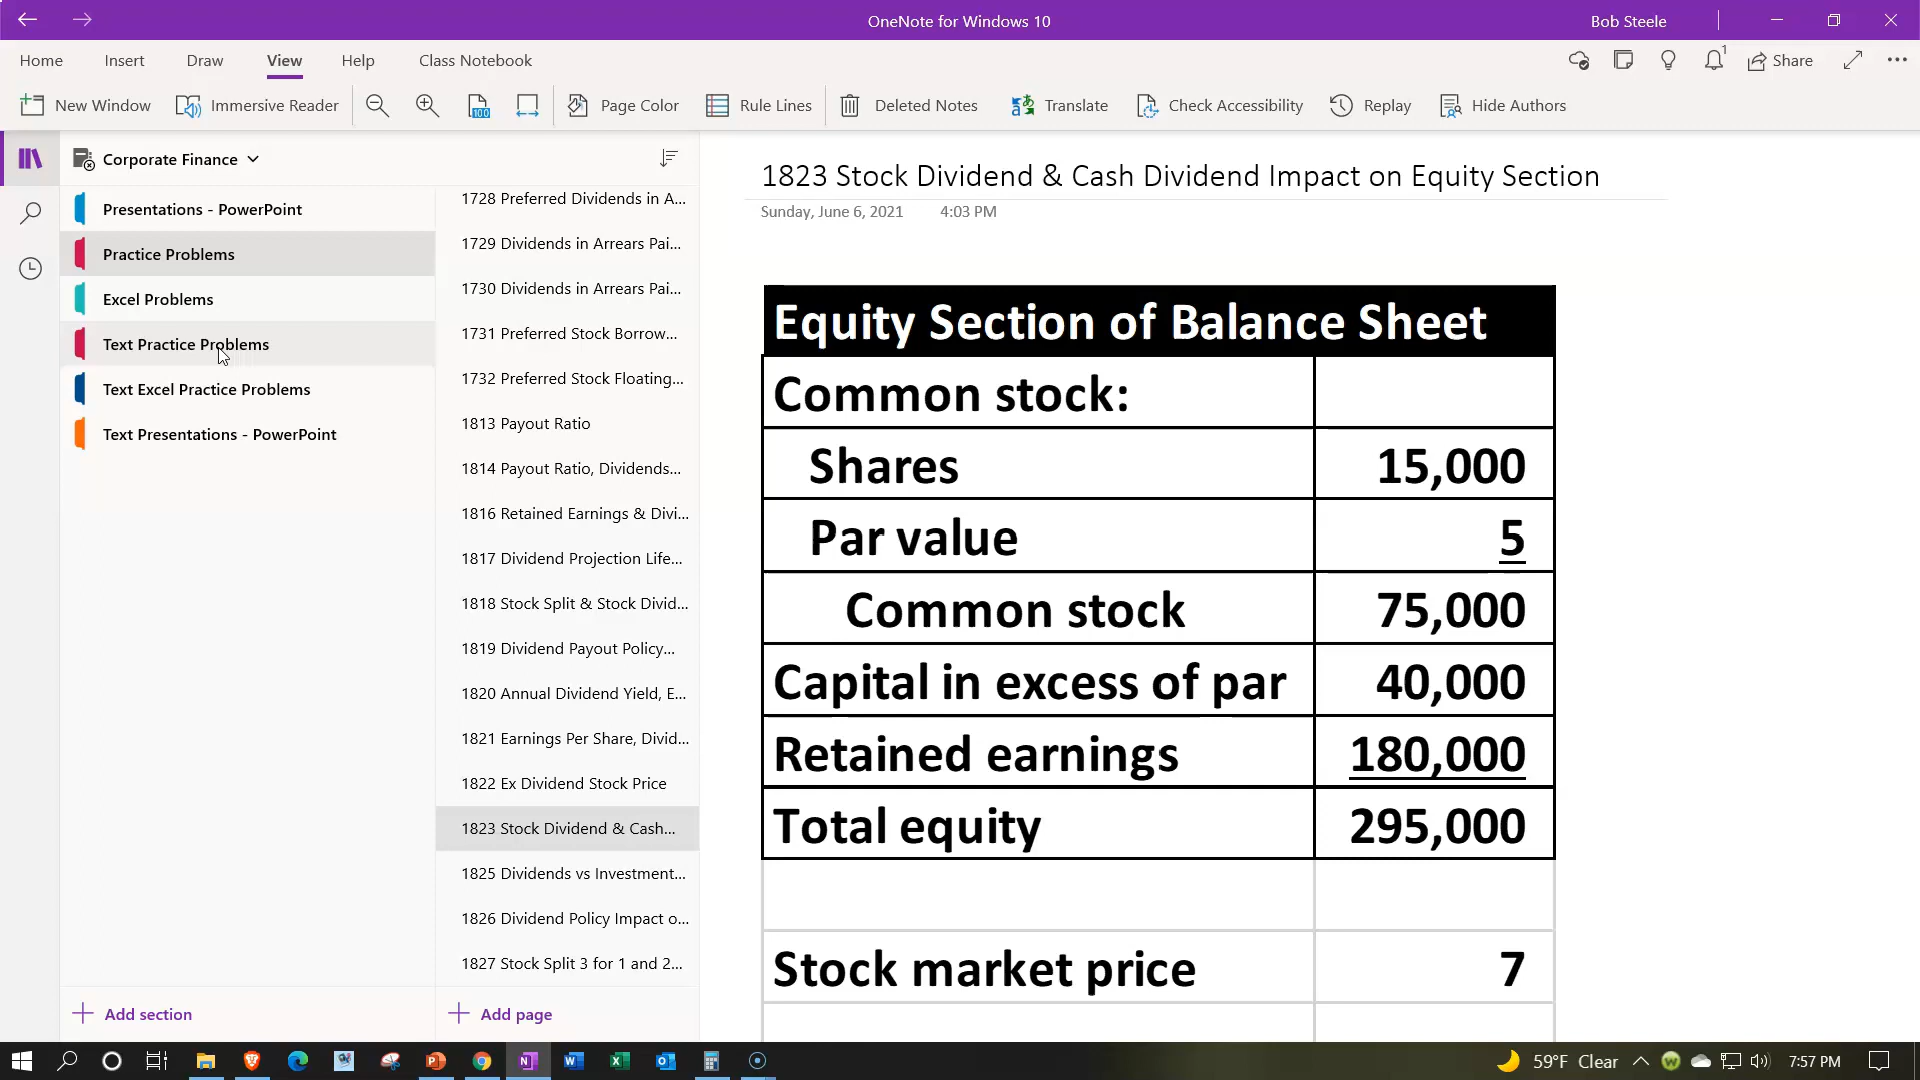 OneNote for Windows 10
Bob Steele
Home
Insert
Draw
View
Help
Class Notebook
1
Share
New Window
Immersive Reader
100
Page Color
Rule Lines
Deleted Notes
Translate
Check Accessibility
Replay
Hide Authors
Corporate Finance
Presentations - PowerPoint
Practice Problems
Excel Problems
Text Practice Problems
Text Excel Practice Problems
Text Presentations - PowerPoint
Add section
1728 Preferred Dividends in A...
1729 Dividends in Arrears Pai...
1730 Dividends in Arrears Pai...
1731 Preferred Stock Borrow...
1732 Preferred Stock Floating...
1813 Payout Ratio
1814 Payout Ratio, Dividends...
1816 Retained Earnings & Divi...
1817 Dividend Projection Life...
1818 Stock Split & Stock Divid...
1819 Dividend Payout Policy...
1820 Annual Dividend Yield, E...
1821 Earnings Per Share, Divid...
1822 Ex Dividend Stock Price
1823 Stock Dividend & Cash...
1825 Dividends vs Investment...
1826 Dividend Policy Impact o...
1827 Stock Split 3 for 1 and 2...
Add page
1823 Stock Dividend & Cash Dividend Impact on Equity Section
Sunday, June 6, 2021 4:03 PM
Equity Section of Balance Sheet
Common stock:
Shares 15,000
Par value 5
Common stock 75,000
Capital in excess of par 40,000
Retained earnings 180,000
Total equity 295,000
Stock market price 7
59°F Clear
7:57 PM